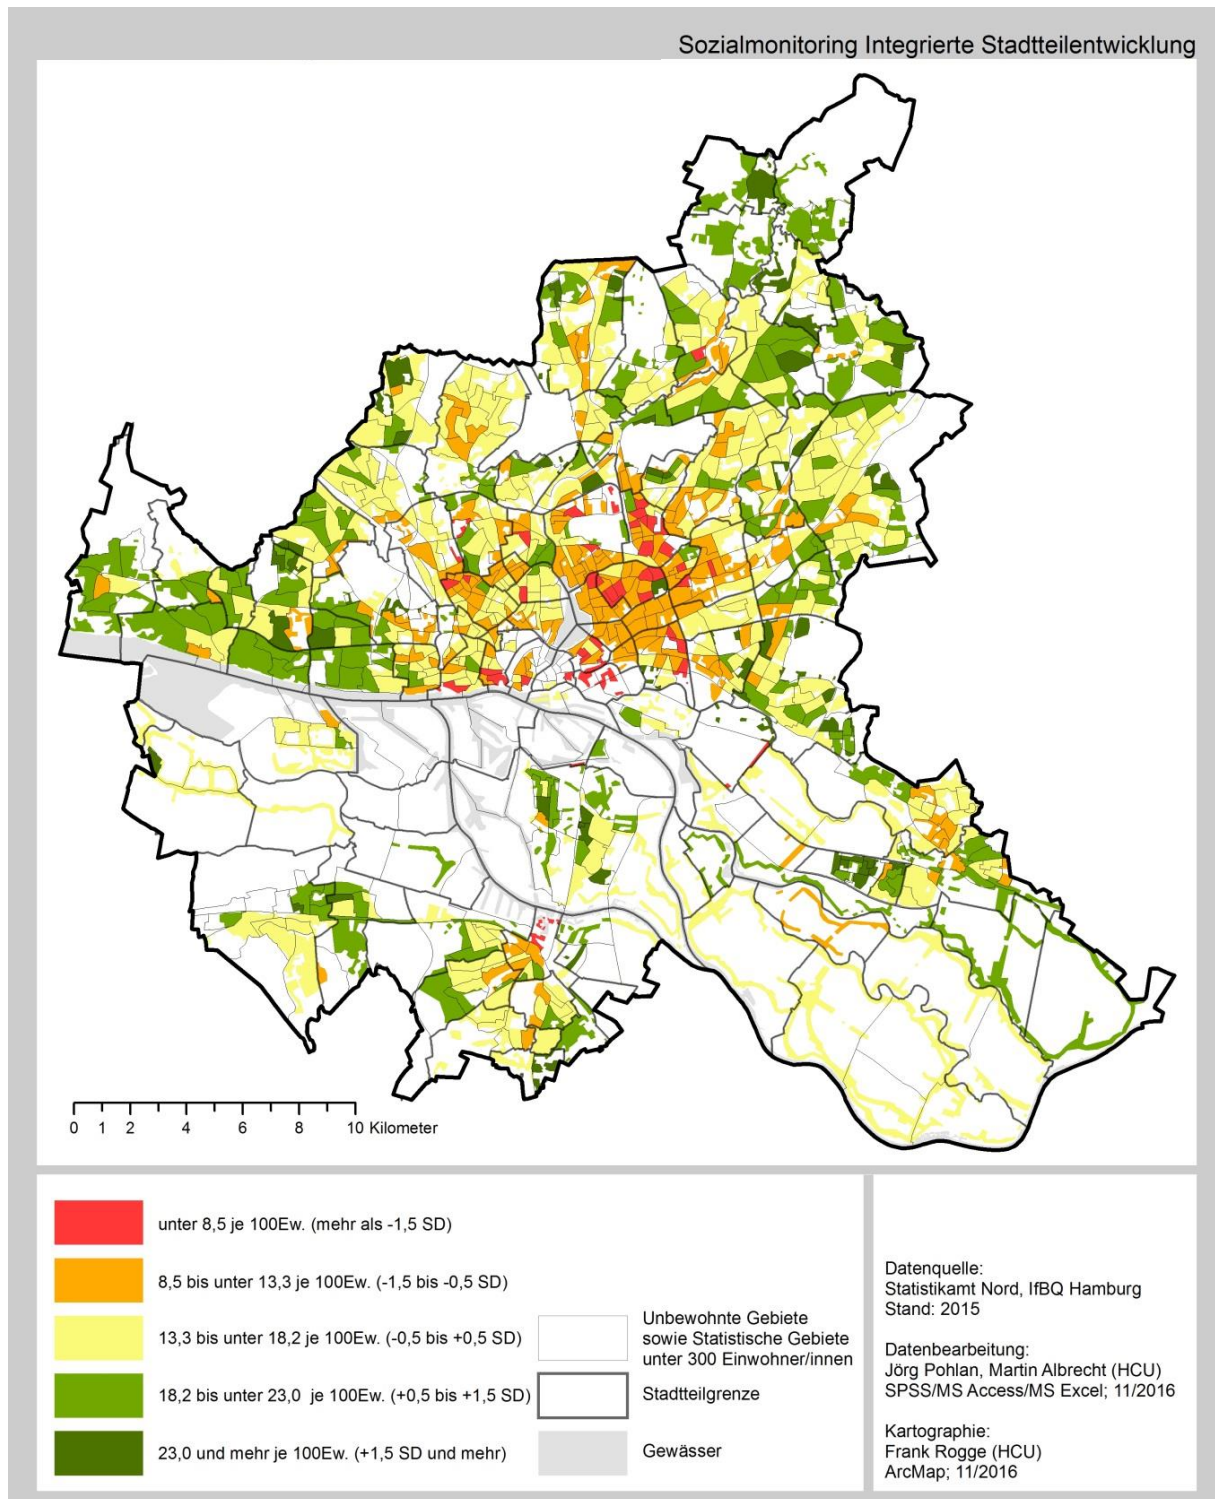 Sozialmonitoring Integrierte Stadtteilentwicklung
0 1 2 4 6 8 10 Kilometer
unter 8,5 je 100Ew. (mehr als -1,5 SD)
8,5 bis unter 13,3 je 100Ew. (-1,5 bis -0,5 SD)
13,3 bis unter 18,2 je 100Ew. (-0,5 bis +0,5 SD)
18,2 bis unter 23,0 je 100Ew. (+0,5 bis +1,5 SD)
23,0 und mehr je 100Ew. (+1,5 SD und mehr)
Unbewohnte Gebiete
sowie Statistische Gebiete
unter 300 Einwohner/innen
Stadtteilgrenze
Gewässer
Datenquelle:
Statistikamt Nord, IfBQ Hamburg
Stand: 2015
Datenbearbeitung:
Jörg Pohlan, Martin Albrecht (HCU)
SPSS/MS Access/MS Excel; 11/2016
Kartographie:
Frank Rogge (HCU)
ArcMap; 11/2016